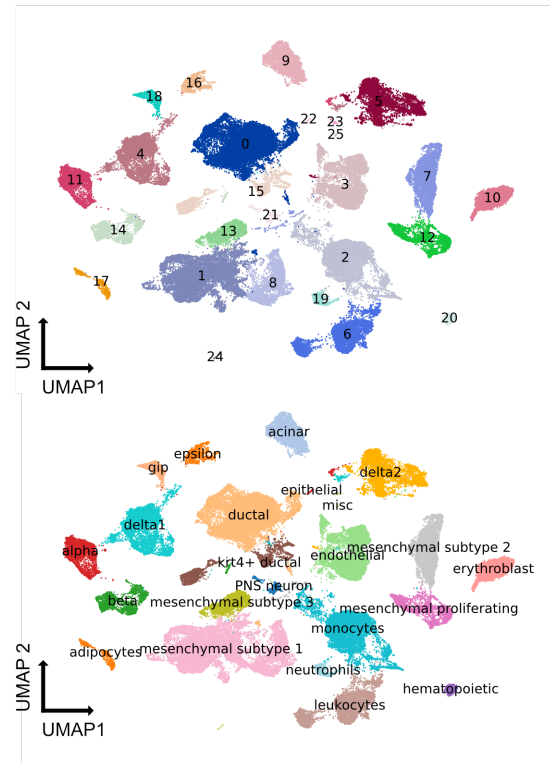 9
16
18
5
22
23
25
0
4
3
7
11
15
10
21
14
13
12
2
1
8
17
19
20
6
24
UMAP 2
UMAP1
acinar
epsilon
gip
delta2
epithelial
misc
ductal
delta1
endothelial
mesenchymal subtype 2
alpha
krt4+ ductal
erythroblast
PNS neuron
beta
mesenchymal subtype 3
mesenchymal proliferating
monocytes
adipocytes
mesenchymal subtype 1
neutrophils
hematopoietic
leukocytes
UMAP 2
UMAP1